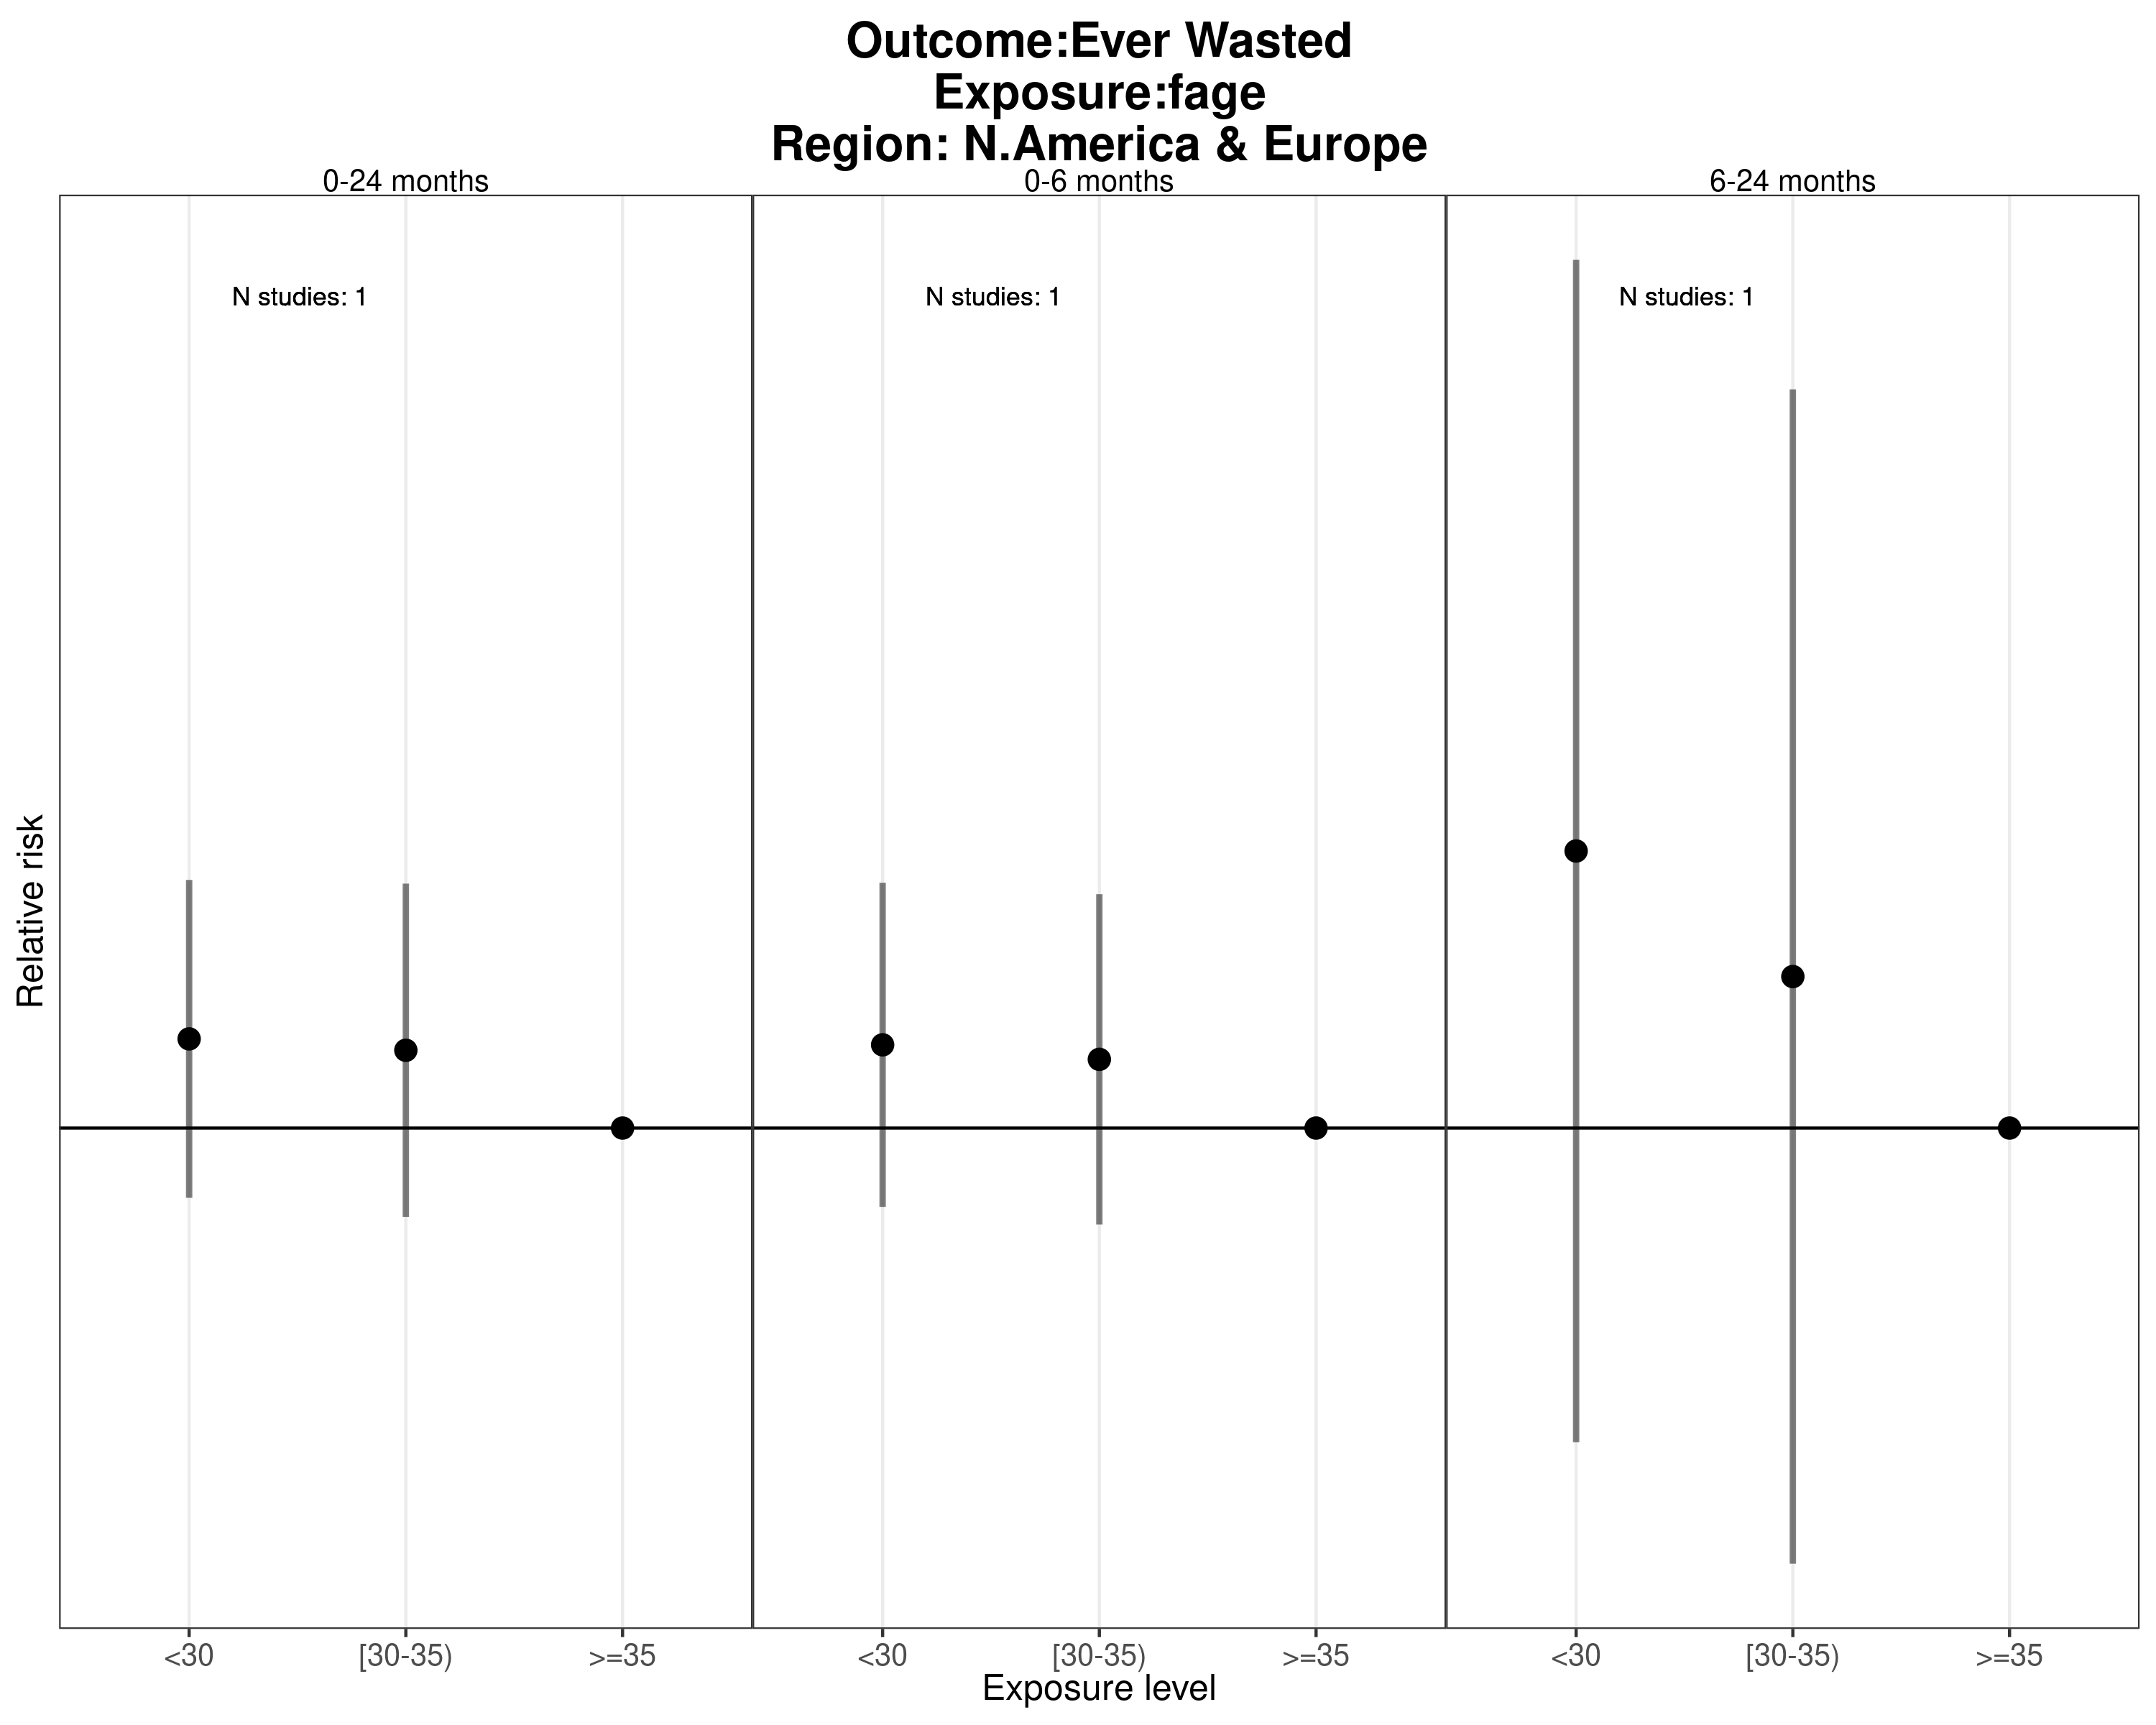 Outcome:Ever Wasted
Exposure:fage
Region: N.America & Europe
0-24 months
0-6 months
6-24 months
N studies: 1
N studies: 1
N studies: 1
Relative risk
<30
[30-35)
>=35
<30
[30-35)
>=35
<30
[30-35)
>=35
Exposure level